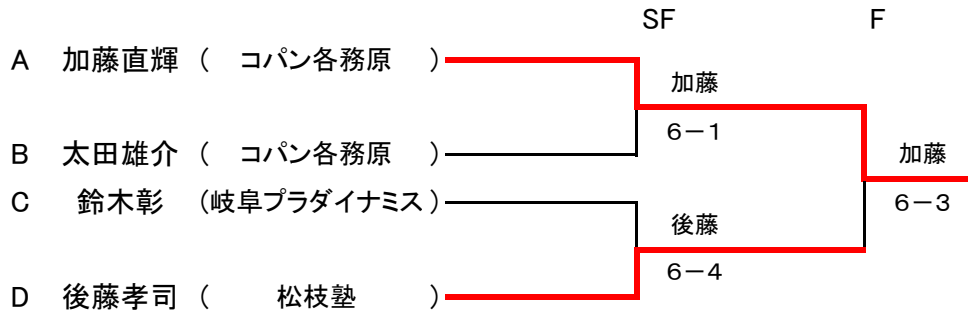 SF F
A 加藤直輝 ( コパン各務原 )
加藤
6－1
B 太田雄介 ( コパン各務原 )
加藤
C 鈴木彰 (岐阜プラダイナミス)
6－3
後藤
6－4
D 後藤孝司 ( 松枝塾 )